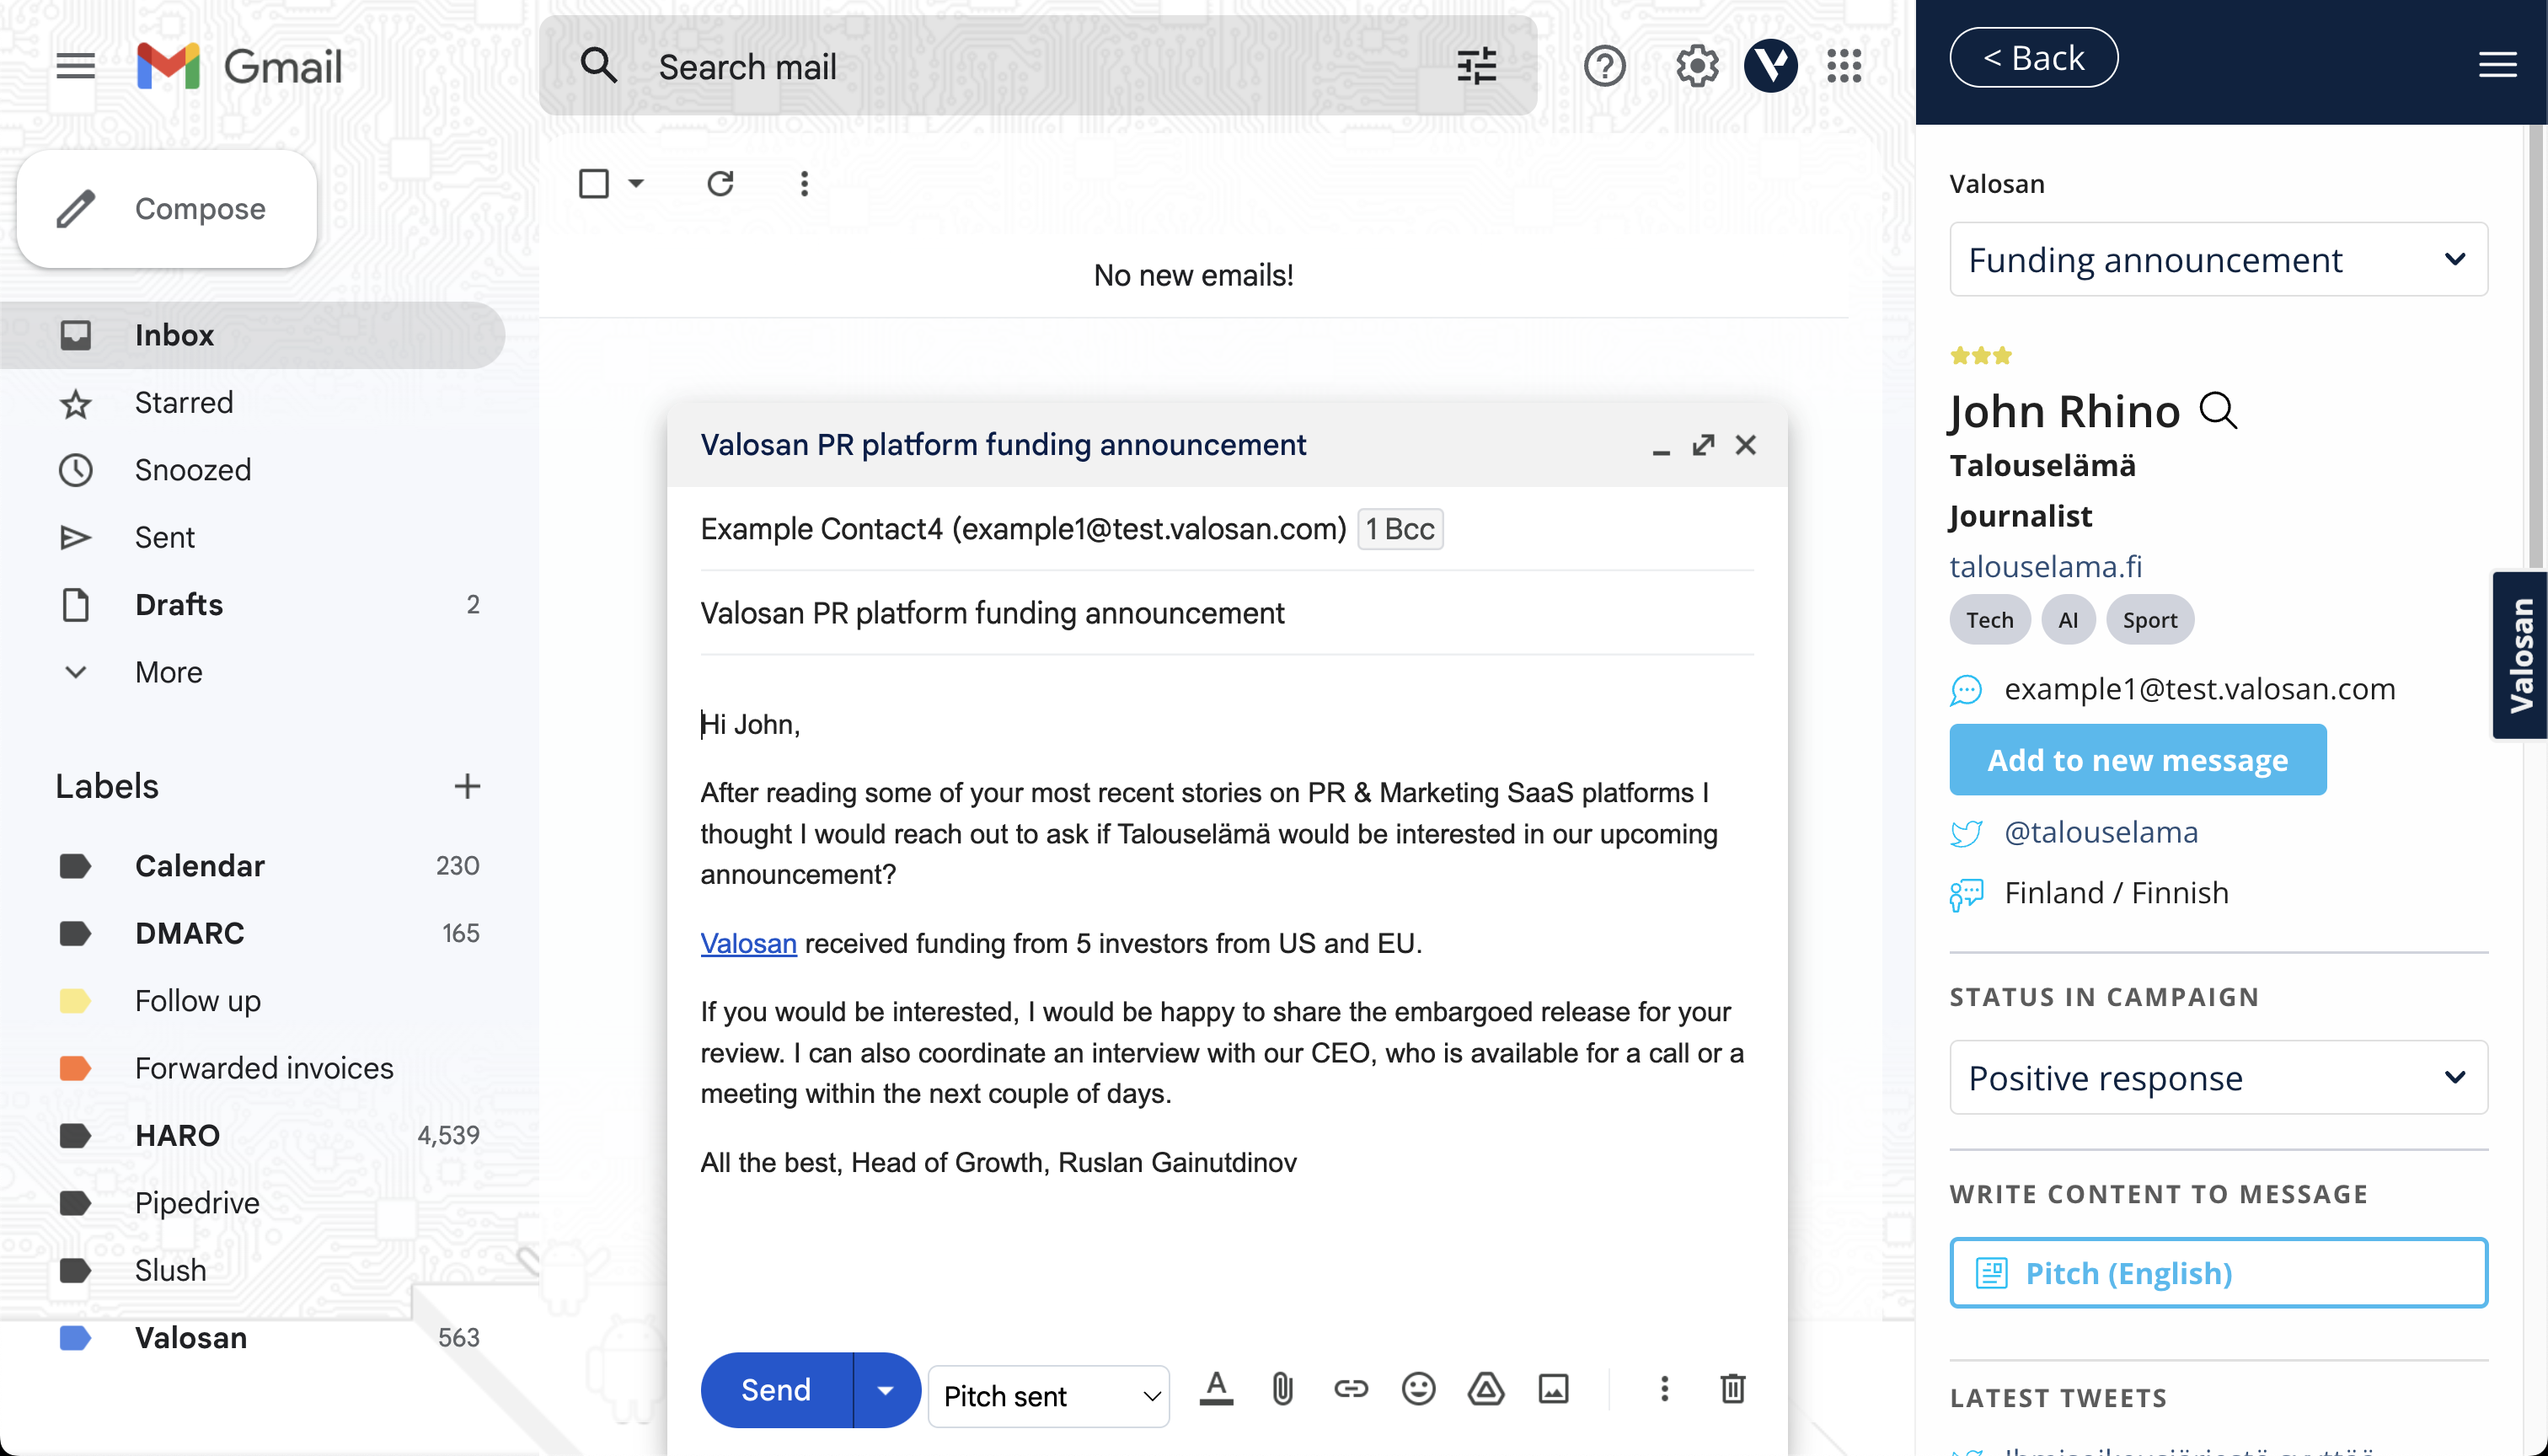 Gmail
Search mail
Compose
Inbox
Starred
Snoozed
Sent
Drafts 2
More
Labels
Calendar 230
DMARC 165
Follow up
Forwarded invoices
HARO 4,539
Pipedrive
Slush
Valosan 563
No new emails!
Valosan PR platform funding announcement
Example Contact4 (example1@test.valosan.com) 1 Bcc
Valosan PR platform funding announcement
Hi John,
After reading some of your most recent stories on PR & Marketing SaaS platforms I
thought I would reach out to ask if Talouselämä would be interested in our upcoming
announcement?
Valosan received funding from 5 investors from US and EU.
If you would be interested, I would be happy to share the embargoed release for your
review. I can also coordinate an interview with our CEO, who is available for a call or a
meeting within the next couple of days.
All the best, Head of Growth, Ruslan Gainutdinov
Send
Pitch sent
< Back
Valosan
Funding announcement
John Rhino
Talouselämä
Journalist
talouselama.fi
Tech AI Sport
example1@test.valosan.com
Add to new message
@talouselama
Finland / Finnish
STATUS IN CAMPAIGN
Positive response
WRITE CONTENT TO MESSAGE
Pitch (English)
LATEST TWEETS
Valosan